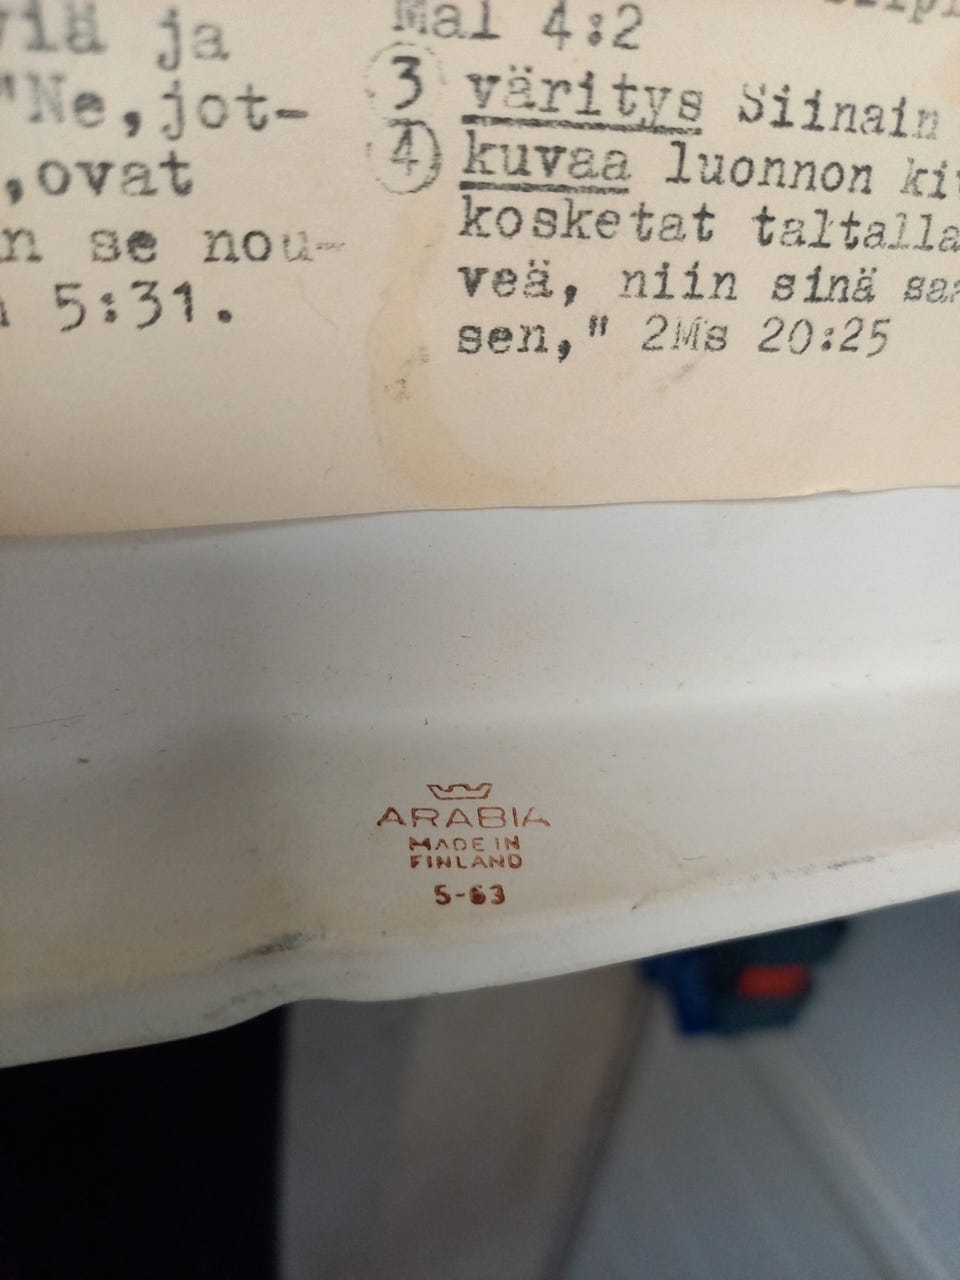 ja
"Ne,jot-
,ovat
n se nou-
5:31.
Mal 4:2
3 väritys Siinain
4 kuvaa luonnon
kosketat taltalla
veä, niin sinä
sen," 2Ms 20:25
ARABIA
MADE IN
FINLAND
5-63